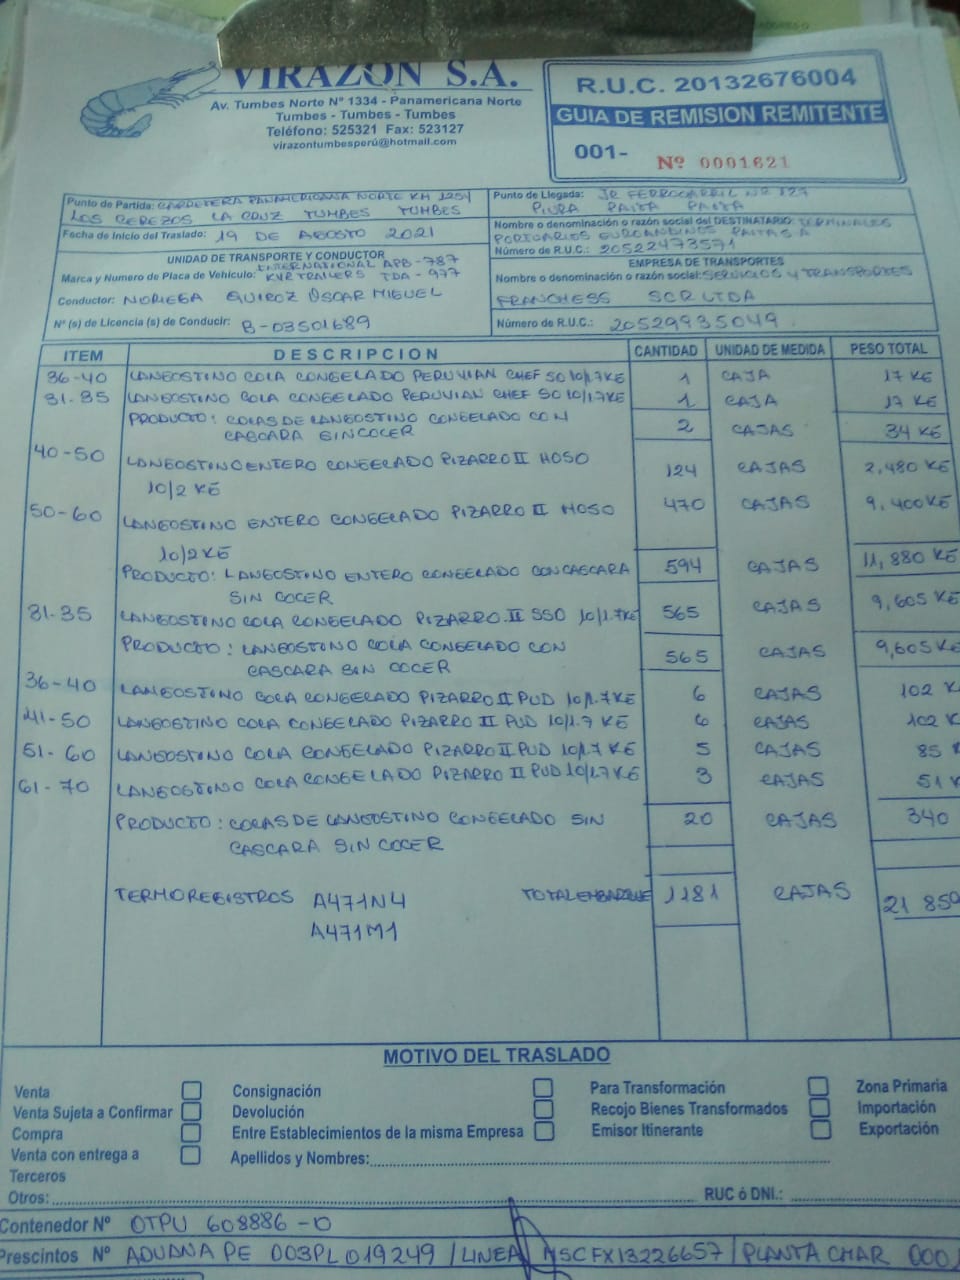 VIRAZON S.A.
Av. Tumbes Norte Nº 1334 - Panamericana Norte
Tumbes - Tumbes - Tumbes
Teléfono: 525321 Fax: 523127
virazontumbesperú@hotmail.com
R.U.C. 20132676004
GUIA DE REMISION REMITENTE
001- Nº 0001621
Punto de Partida: CARRETERA PANAMERICANA NORTE KM 1254
LOS CEREZOS LA CRUZ TUMBES TUMBES
Fecha de Inicio del Traslado: 19 DE AGOSTO 2021
Punto de Llegada: JR FERROCARRIL NR 127
PIURA PAITA PAITA
Nombre o denominación o razón social del DESTINATARIO: TERMINALES
PORTUARIOS EUROANDINOS PAITA S A
Número de R.U.C.: 20522473571
UNIDAD DE TRANSPORTE Y CONDUCTOR
INTERNATIONAL APB-787
Marca y Numero de Placa de Vehículo: KYRTRAILERS TDA-977
Conductor: NORIEGA QUIROZ OSCAR MIGUEL
Nº (s) de Licencia (s) de Conducir: B-03501689
EMPRESA DE TRANSPORTES
Nombre o denominación o razón social: SERVICIOS Y TRANSPORTES
FRANCHESS SCR LTDA
Número de R.U.C.: 20529935049
ITEM DESCRIPCION CANTIDAD UNIDAD DE MEDIDA PESO TOTAL
36-40 LANGOSTINO COLA CONGELADO PERUVIAN CHEF SO 10/1.7KG 1 CAJA 17 KG
31-35 LANGOSTINO COLA CONGELADO PERUVIAN CHEF SO 10/1.7KG 1 CAJA 17 KG
PRODUCTO: COLAS DE LANGOSTINO CONGELADO CON
CASCARA SIN COCER 2 CAJAS 34 KG
40-50 LANGOSTINO ENTERO CONGELADO PIZARRO II HOSO 124 CAJAS 2,480 KG
10/2 KG
50-60 LANGOSTINO ENTERO CONGELADO PIZARRO II HOSO 470 CAJAS 9,400 KG
10/2 KG
PRODUCTO: LANGOSTINO ENTERO CONGELADO CON CASCARA 594 CAJAS 11,880 KG
SIN COCER
31-35 LANGOSTINO COLA CONGELADO PIZARRO II SSO 10/1.7KG 565 CAJAS 9,605 KG
PRODUCTO: LANGOSTINO COLA CONGELADO CON 565 CAJAS 9,605 KG
CASCARA SIN COCER
36-40 LANGOSTINO COLA CONGELADO PIZARRO II PUD 10/1.7KG 6 CAJAS 102 K
41-50 LANGOSTINO COLA CONGELADO PIZARRO II PUD 10/1.7 KG 6 CAJAS 102 K
51-60 LANGOSTINO COLA CONGELADO PIZARRO II PUD 10/1.7 KG 5 CAJAS 85 K
61-70 LANGOSTINO COLA CONGELADO PIZARRO II PUD 10/1.7KG 3 CAJAS 51 K
PRODUCTO: COLAS DE LANGOSTINO CONGELADO SIN 20 CAJAS 340
CASCARA SIN COCER
TERMOREGISTROS A471N4 TOTAL EMBARQUE 1181 CAJAS 21 859
A471M1
MOTIVO DEL TRASLADO
Venta Consignación Para Transformación Zona Primaria
Venta Sujeta a Confirmar Devolución Recojo Bienes Transformados Importación
Compra Entre Establecimientos de la misma Empresa Emisor Itinerante Exportación
Venta con entrega a Apellidos y Nombres:
Terceros
Otros: RUC ó DNI.:
Contenedor Nº OTPU 608886-0
Prescintos Nº ADUANA PE 003PL019249 / LINEA MSCFX13226657 / PLANTA CMAR 000